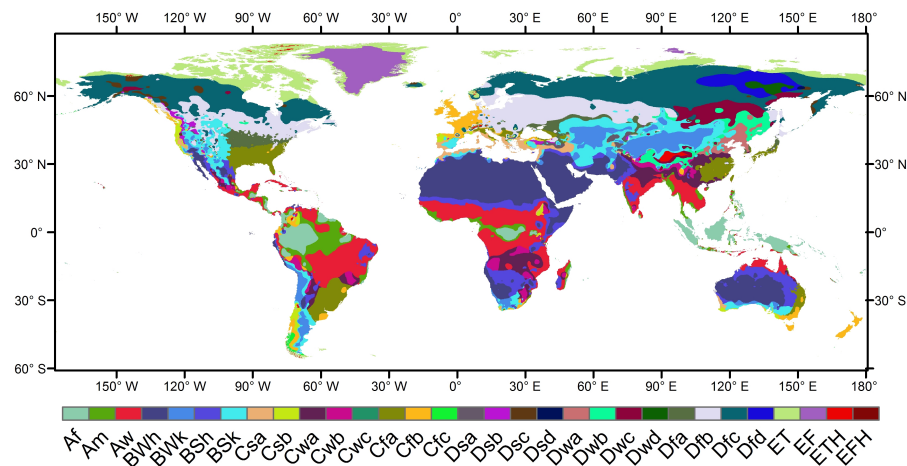 150° W 120° W 90° W 60° W 30° W 0° 30° E 60° E 90° E 120° E 150° E 180°
60° N 60° N
30° N 30° N
0° 0°
30° S 30° S
60° S 60° S
150° W 120° W 90° W 60° W 30° W 0° 30° E 60° E 90° E 120° E 150° E 180°
Af Am Aw BWh BWk BSh BSk Csa Csb Cwa Cwb Cwc Cfa Cfb Cfc Dsa Dsb Dsc Dsd Dwa Dwb Dwc Dwd Dfa Dfb Dfc Dfd ET EF ETH EFH